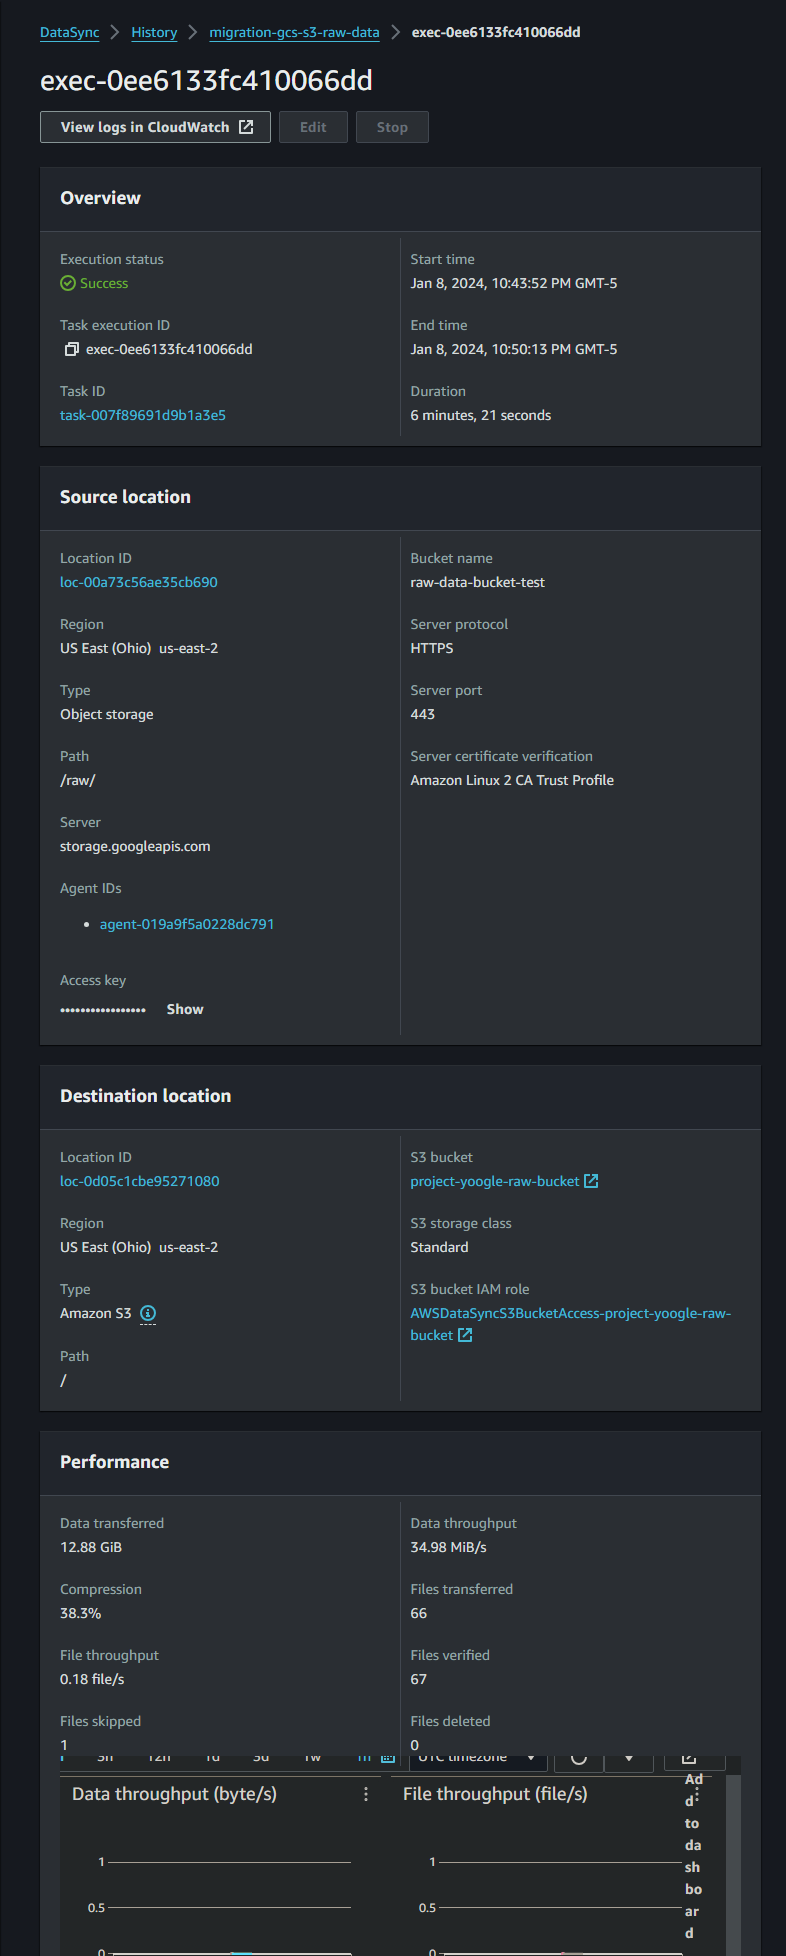 DataSync > History > migration-gcs-s3-raw-data > exec-0ee6133fc410066dd
exec-0ee6133fc410066dd
View logs in CloudWatch Edit Stop
Overview
Execution status
Success
Task execution ID
exec-0ee6133fc410066dd
Task ID
task-007f89691d9b1a3e5
Start time
Jan 8, 2024, 10:43:52 PM GMT-5
End time
Jan 8, 2024, 10:50:13 PM GMT-5
Duration
6 minutes, 21 seconds
Source location
Location ID
loc-00a73c56ae35cb690
Region
US East (Ohio) us-east-2
Type
Object storage
Path
/raw/
Server
storage.googleapis.com
Agent IDs
• agent-019a9f5a0228dc791
Access key
••••••••••••••••• Show
Bucket name
raw-data-bucket-test
Server protocol
HTTPS
Server port
443
Server certificate verification
Amazon Linux 2 CA Trust Profile
Destination location
Location ID
loc-0d05c1cbe95271080
Region
US East (Ohio) us-east-2
Type
Amazon S3
Path
/
S3 bucket
project-yoogle-raw-bucket
S3 storage class
Standard
S3 bucket IAM role
AWSDataSyncS3BucketAccess-project-yoogle-raw-
bucket
Performance
Data transferred
12.88 GiB
Compression
38.3%
File throughput
0.18 file/s
Files skipped
1
Data throughput
34.98 MiB/s
Files transferred
66
Files verified
67
Files deleted
0
3h 12h 1d 3d 1w UTC timezone
Data throughput (byte/s)
1
0.5
0
File throughput (file/s)
1
0.5
0
Ad
d
to
da
sh
bo
ar
d